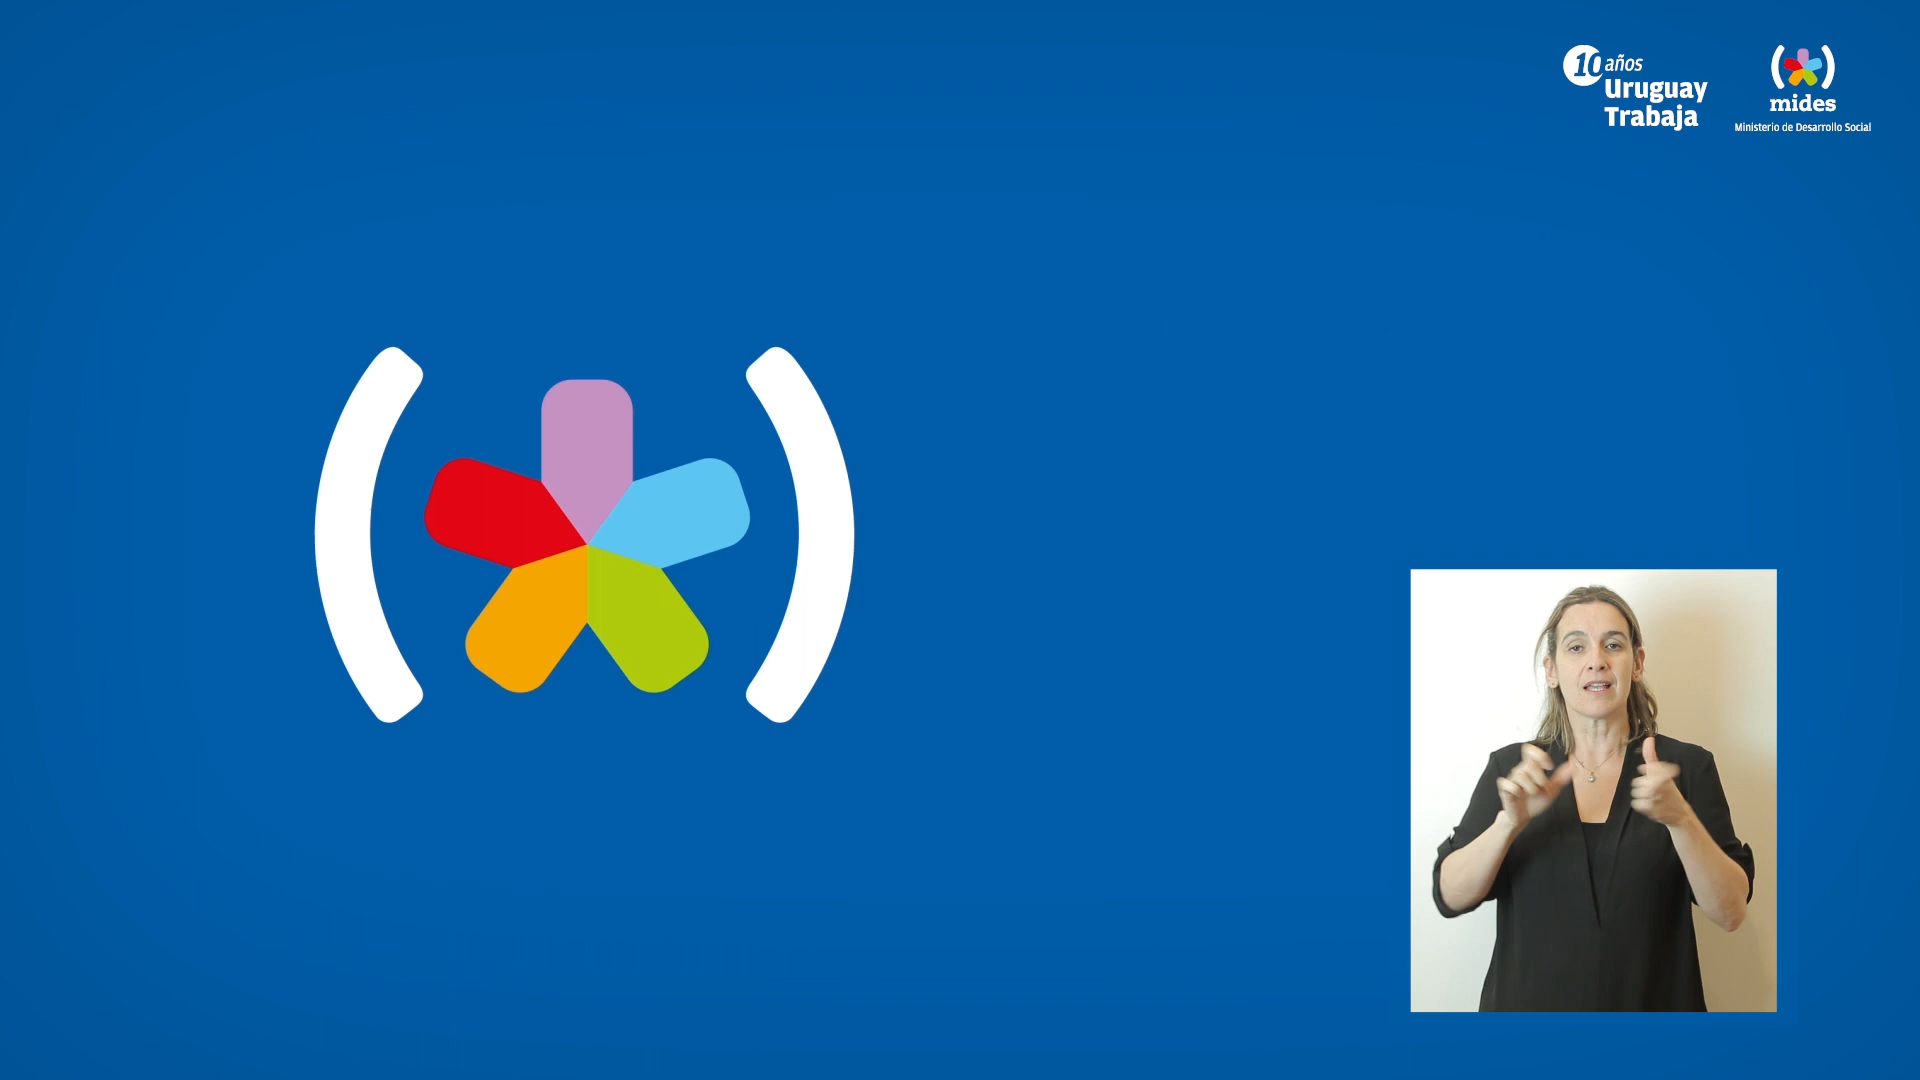 10 años
Uruguay
Trabaja
mides
Ministerio de Desarrollo Social